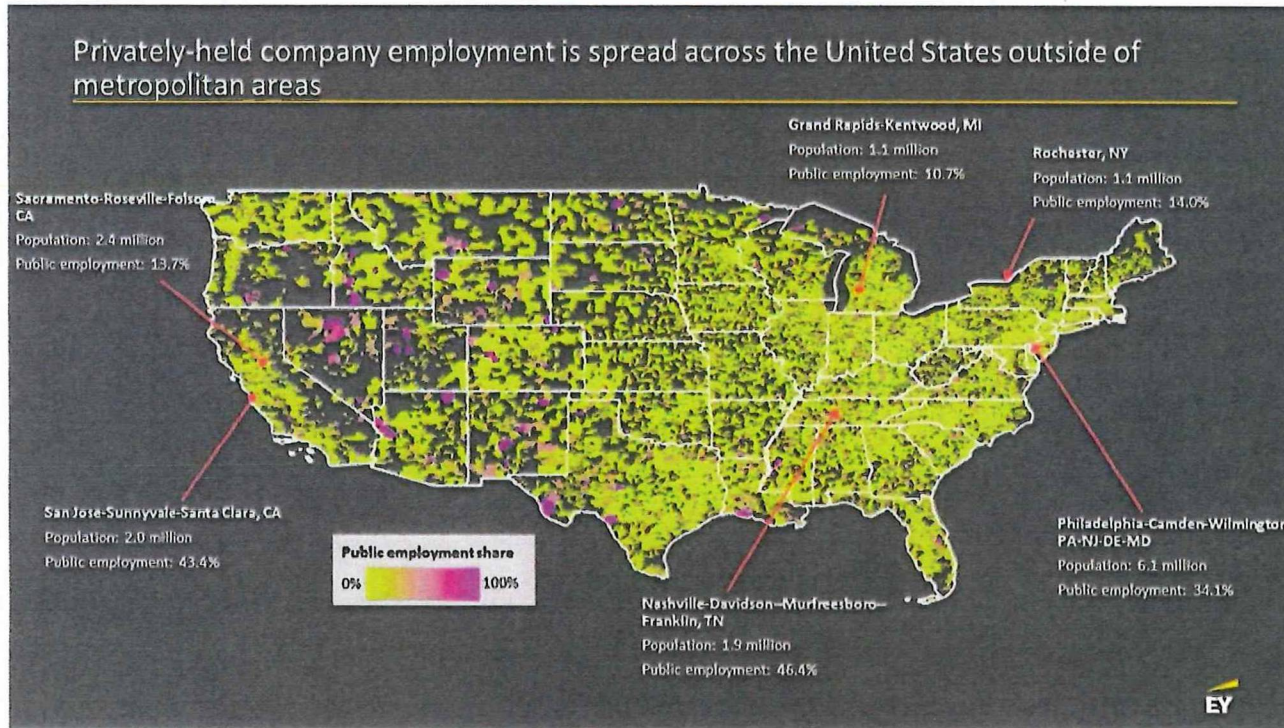 Privately-held company employment is spread across the United States outside of
metropolitan areas
Grand Rapids-Kentwood, MI
Population: 1.1 million
Public employment: 10.7%
Rochester, NY
Population: 1.1 million
Public employment: 14.0%
Sacramento-Roseville-Folsom,
CA
Population: 2.4 million
Public employment: 13.7%
San Jose-Sunnyvale-Santa Clara, CA
Population: 2.0 million
Public employment: 43.4%
Public employment share
0% 100%
Nashville-Davidson--Murfreesboro--
Franklin, TN
Population: 1.9 million
Public employment: 46.4%
Philadelphia-Camden-Wilmington
PA-NJ-DE-MD
Population: 6.1 million
Public employment: 34.1%
EY